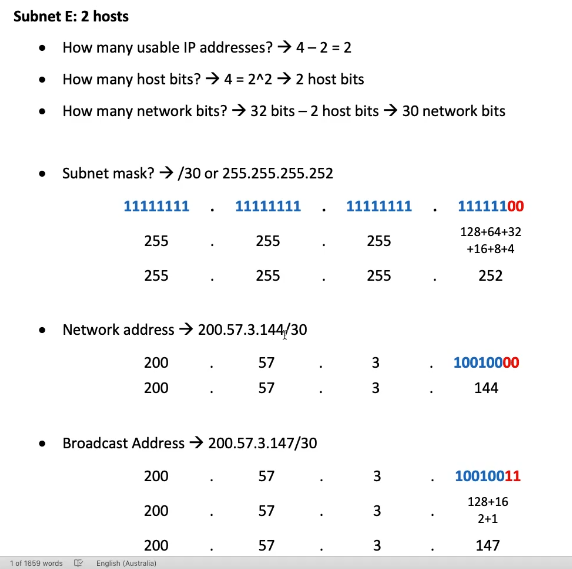 Subnet E: 2 hosts
• How many usable IP addresses? → 4 – 2 = 2
• How many host bits? → 4 = 2^2 → 2 host bits
• How many network bits? → 32 bits – 2 host bits → 30 network bits
• Subnet mask? → /30 or 255.255.255.252
11111111 . 11111111 . 11111111 . 11111100
255 . 255 . 255 128+64+32
+16+8+4
255 . 255 . 255 . 252
• Network address → 200.57.3.144/30
200 . 57 . 3 . 10010000
200 . 57 . 3 . 144
• Broadcast Address → 200.57.3.147/30
200 . 57 . 3 . 10010011
200 . 57 . 3 . 128+16
2+1
200 . 57 . 3 . 147
1 of 1659 words English (Australia)